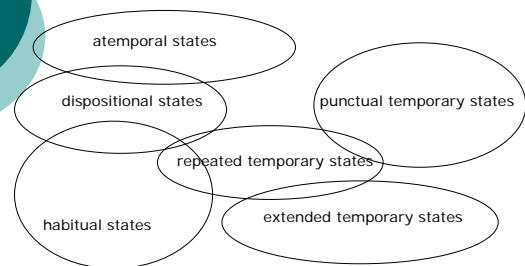 atemporal states
dispositional states
punctual temporary states
repeated temporary states
habitual states
extended temporary states